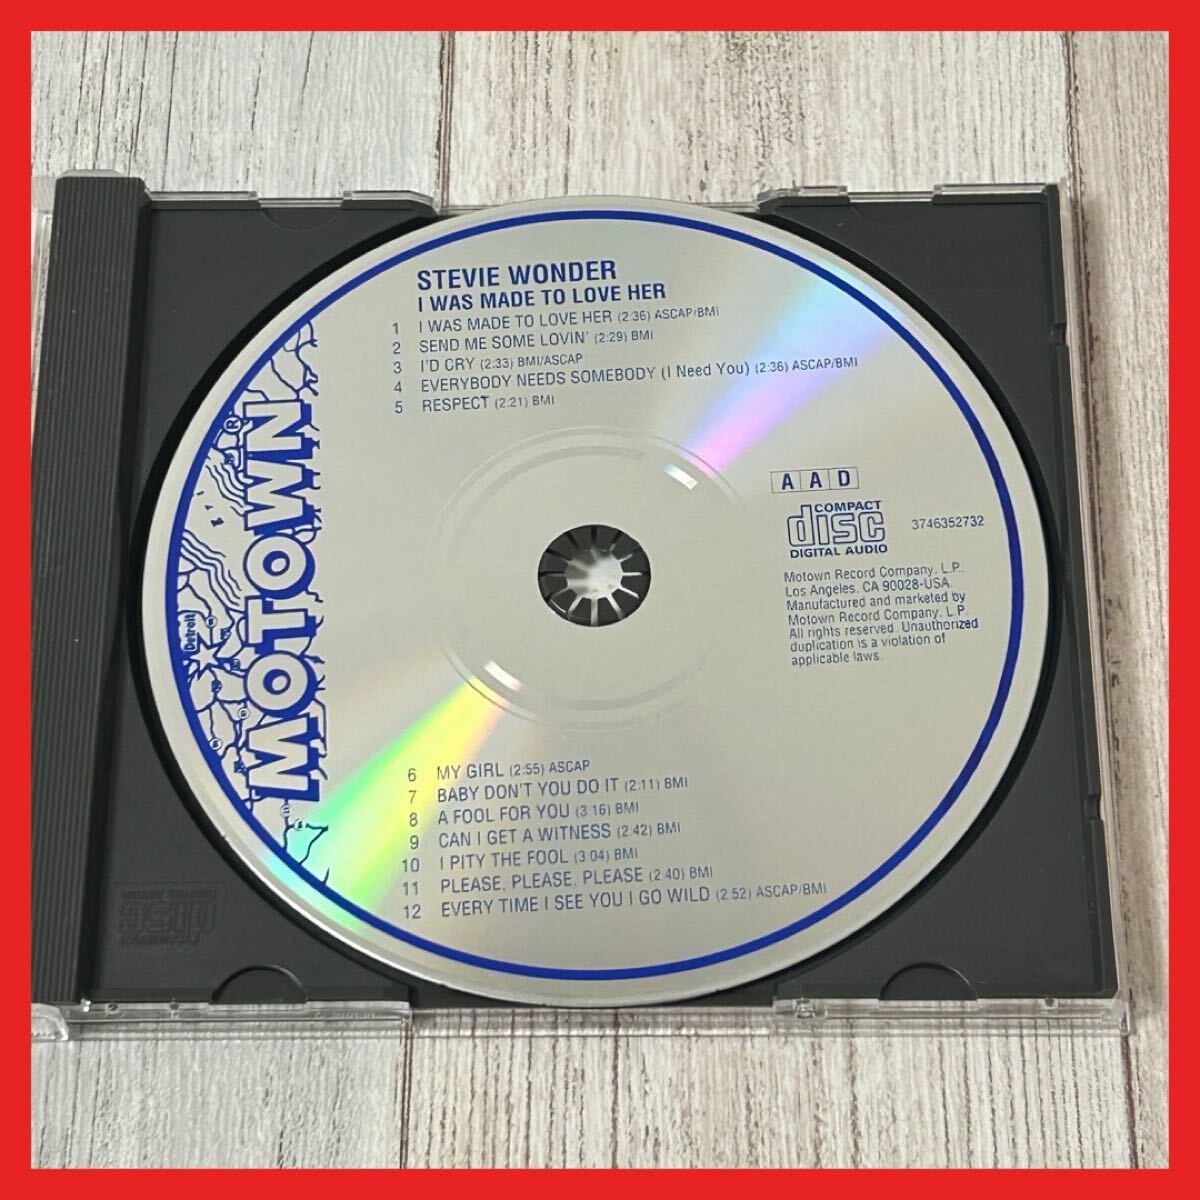 STEVIE WONDER
I WAS MADE TO LOVE HER
1 I WAS MADE TO LOVE HER (2:36) ASCAP/BMI
2 SEND ME SOME LOVIN' (2:29) BMI
3 I'D CRY (2:33) BMI/ASCAP
4 EVERYBODY NEEDS SOMEBODY (I Need You) (2:36) ASCAP/BMI
5 RESPECT (2:21) BMI
MOTOWN
®
Detroit
A A D
COMPACT
disc
DIGITAL AUDIO
3746352732
Motown Record Company, L.P.,
Los Angeles, CA 90028-USA.
Manufactured and marketed by
Motown Record Company, L.P.
All rights reserved. Unauthorized
duplication is a violation of
applicable laws.
6 MY GIRL (2:55) ASCAP
7 BABY DON'T YOU DO IT (2:11) BMI
8 A FOOL FOR YOU (3:16) BMI
9 CAN I GET A WITNESS (2:42) BMI
10 I PITY THE FOOL (3:04) BMI
11 PLEASE, PLEASE, PLEASE (2:40) BMI
12 EVERY TIME I SEE YOU I GO WILD (2:52) ASCAP/BMI